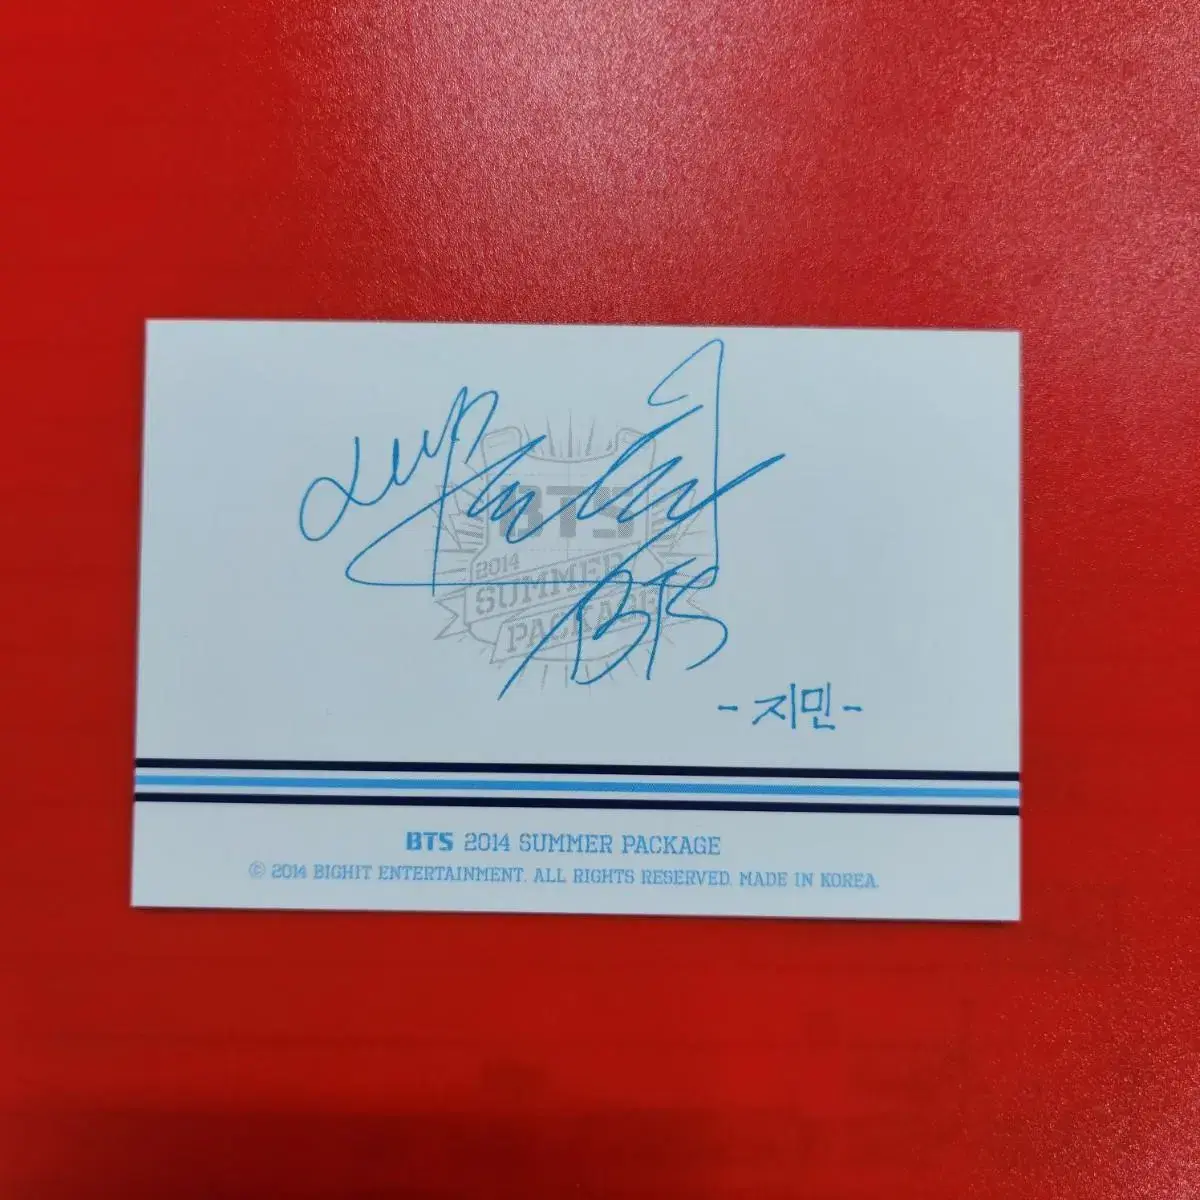 BTS
2014
SUMMER
PACKAGE
BTS
- 지민 -
BTS 2014 SUMMER PACKAGE
© 2014 BIGHIT ENTERTAINMENT. ALL RIGHTS RESERVED. MADE IN KOREA.